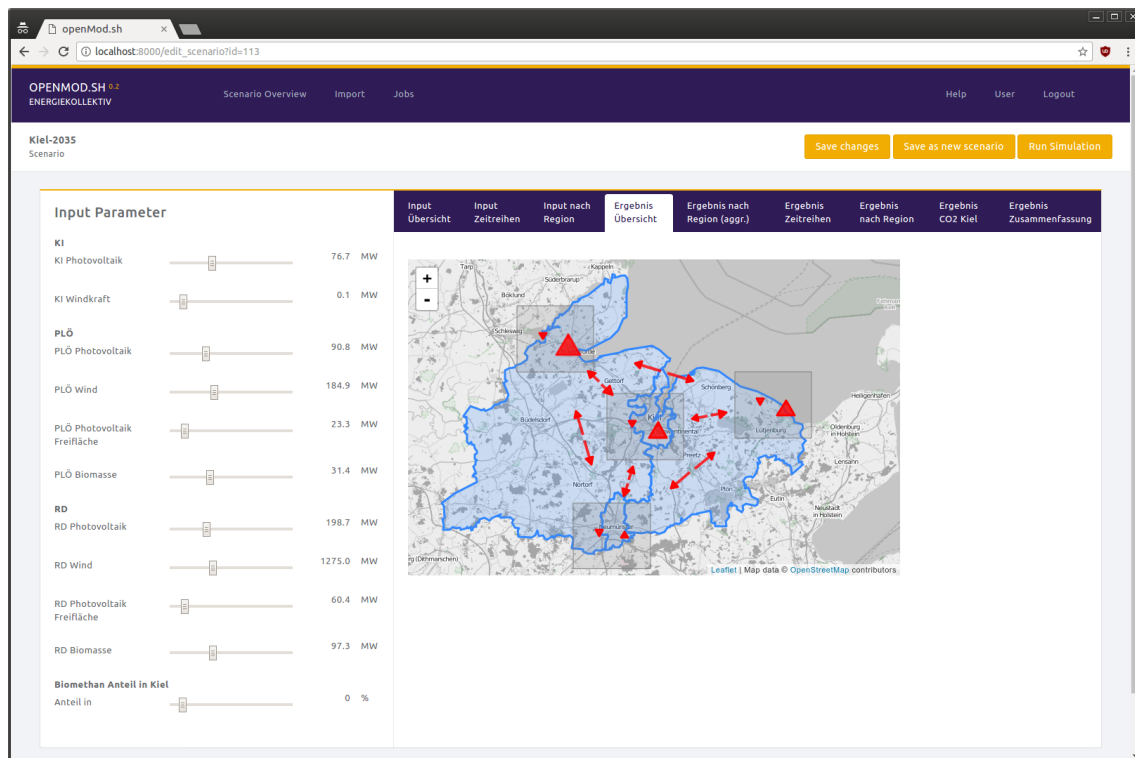 openMod.sh
localhost:8000/edit_scenario?id=113
OPENMOD.SH 0.2
ENERGIEKOLLEKTIV
Scenario Overview Import Jobs Help User Logout
Kiel-2035
Scenario
Save changes Save as new scenario Run Simulation
Input Parameter
KI
KI Photovoltaik 76.7 MW
KI Windkraft 0.1 MW
PLÖ
PLÖ Photovoltaik 90.8 MW
PLÖ Wind 184.9 MW
PLÖ Photovoltaik 23.3 MW
Freifläche
PLÖ Biomasse 31.4 MW
RD
RD Photovoltaik 198.7 MW
RD Wind 1275.0 MW
RD Photovoltaik 60.4 MW
Freifläche
RD Biomasse 97.3 MW
Biomethan Anteil in Kiel
Anteil in 0 %
Input Input Input nach Ergebnis Ergebnis nach Ergebnis Ergebnis Ergebnis Ergebnis
Übersicht Zeitreihen Region Übersicht Region (aggr.) Zeitreihen nach Region CO2 Kiel Zusammenfassung
+
-
Tarp
Kappeln
Süderbrarup
Böklund
Schleswig
Gettorf
Schönberg
Heiligenhafen
Büdelsdorf
Lütjenburg
Oldenburg
in Holstein
Preetz
Lensahn
Nortorf
Plön
Eutin
Neustadt
in Holstein
Neumünster
rg (Dithmarschen)
Leaflet | Map data © OpenStreetMap contributors